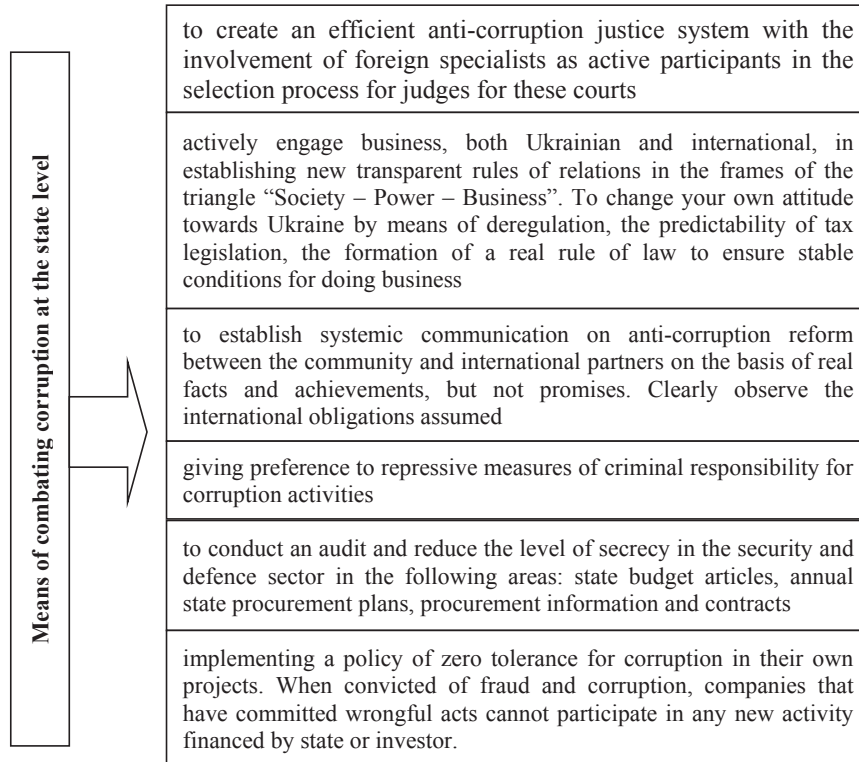 Means of combating corruption at the state level
to create an efficient anti-corruption justice system with the
involvement of foreign specialists as active participants in the
selection process for judges for these courts
actively engage business, both Ukrainian and international, in
establishing new transparent rules of relations in the frames of the
triangle “Society – Power – Business”. To change your own attitude
towards Ukraine by means of deregulation, the predictability of tax
legislation, the formation of a real rule of law to ensure stable
conditions for doing business
to establish systemic communication on anti-corruption reform
between the community and international partners on the basis of real
facts and achievements, but not promises. Clearly observe the
international obligations assumed
giving preference to repressive measures of criminal responsibility for
corruption activities
to conduct an audit and reduce the level of secrecy in the security and
defence sector in the following areas: state budget articles, annual
state procurement plans, procurement information and contracts
implementing a policy of zero tolerance for corruption in their own
projects. When convicted of fraud and corruption, companies that
have committed wrongful acts cannot participate in any new activity
financed by state or investor.